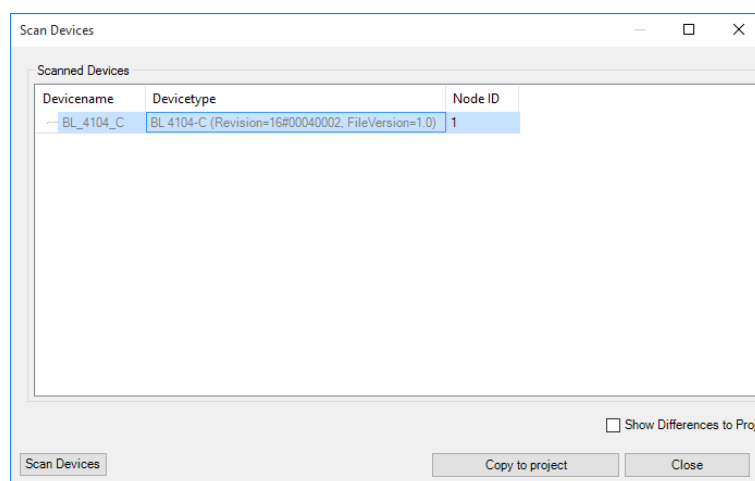 Scan Devices
Scanned Devices
Devicename Devicetype Node ID
BL_4104_C BL 4104-C (Revision=16#00040002, FileVersion=1.0) 1
Show Differences to Proj
Scan Devices Copy to project Close